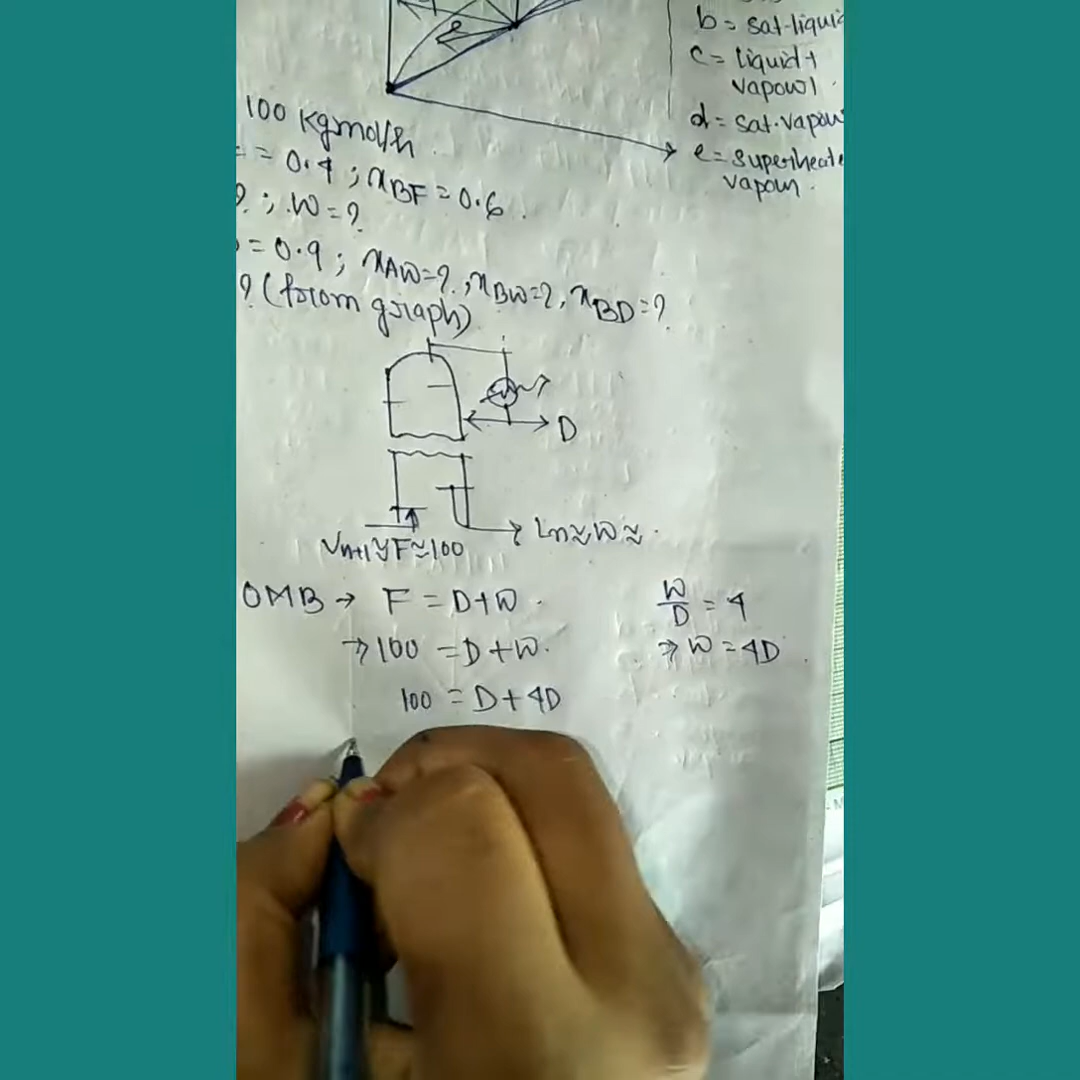 b = sat-liqui
c = liquid +
vapour
d = sat. vapou
e = superheate
vapour.
e
100 kgmol/h
= 0.4 ; xBF = 0.6
? ; W = ?
= 0.9 ; xAW = ?, xBW = ?, xBD = ?
? (from graph)
D
Vn+1 ≈ F ≈ 100
Ln ≈ W ≈
OMB → F = D + W.
⇒ 100 = D + W.
100 = D + 4D
W/D = 4
⇒ W = 4D